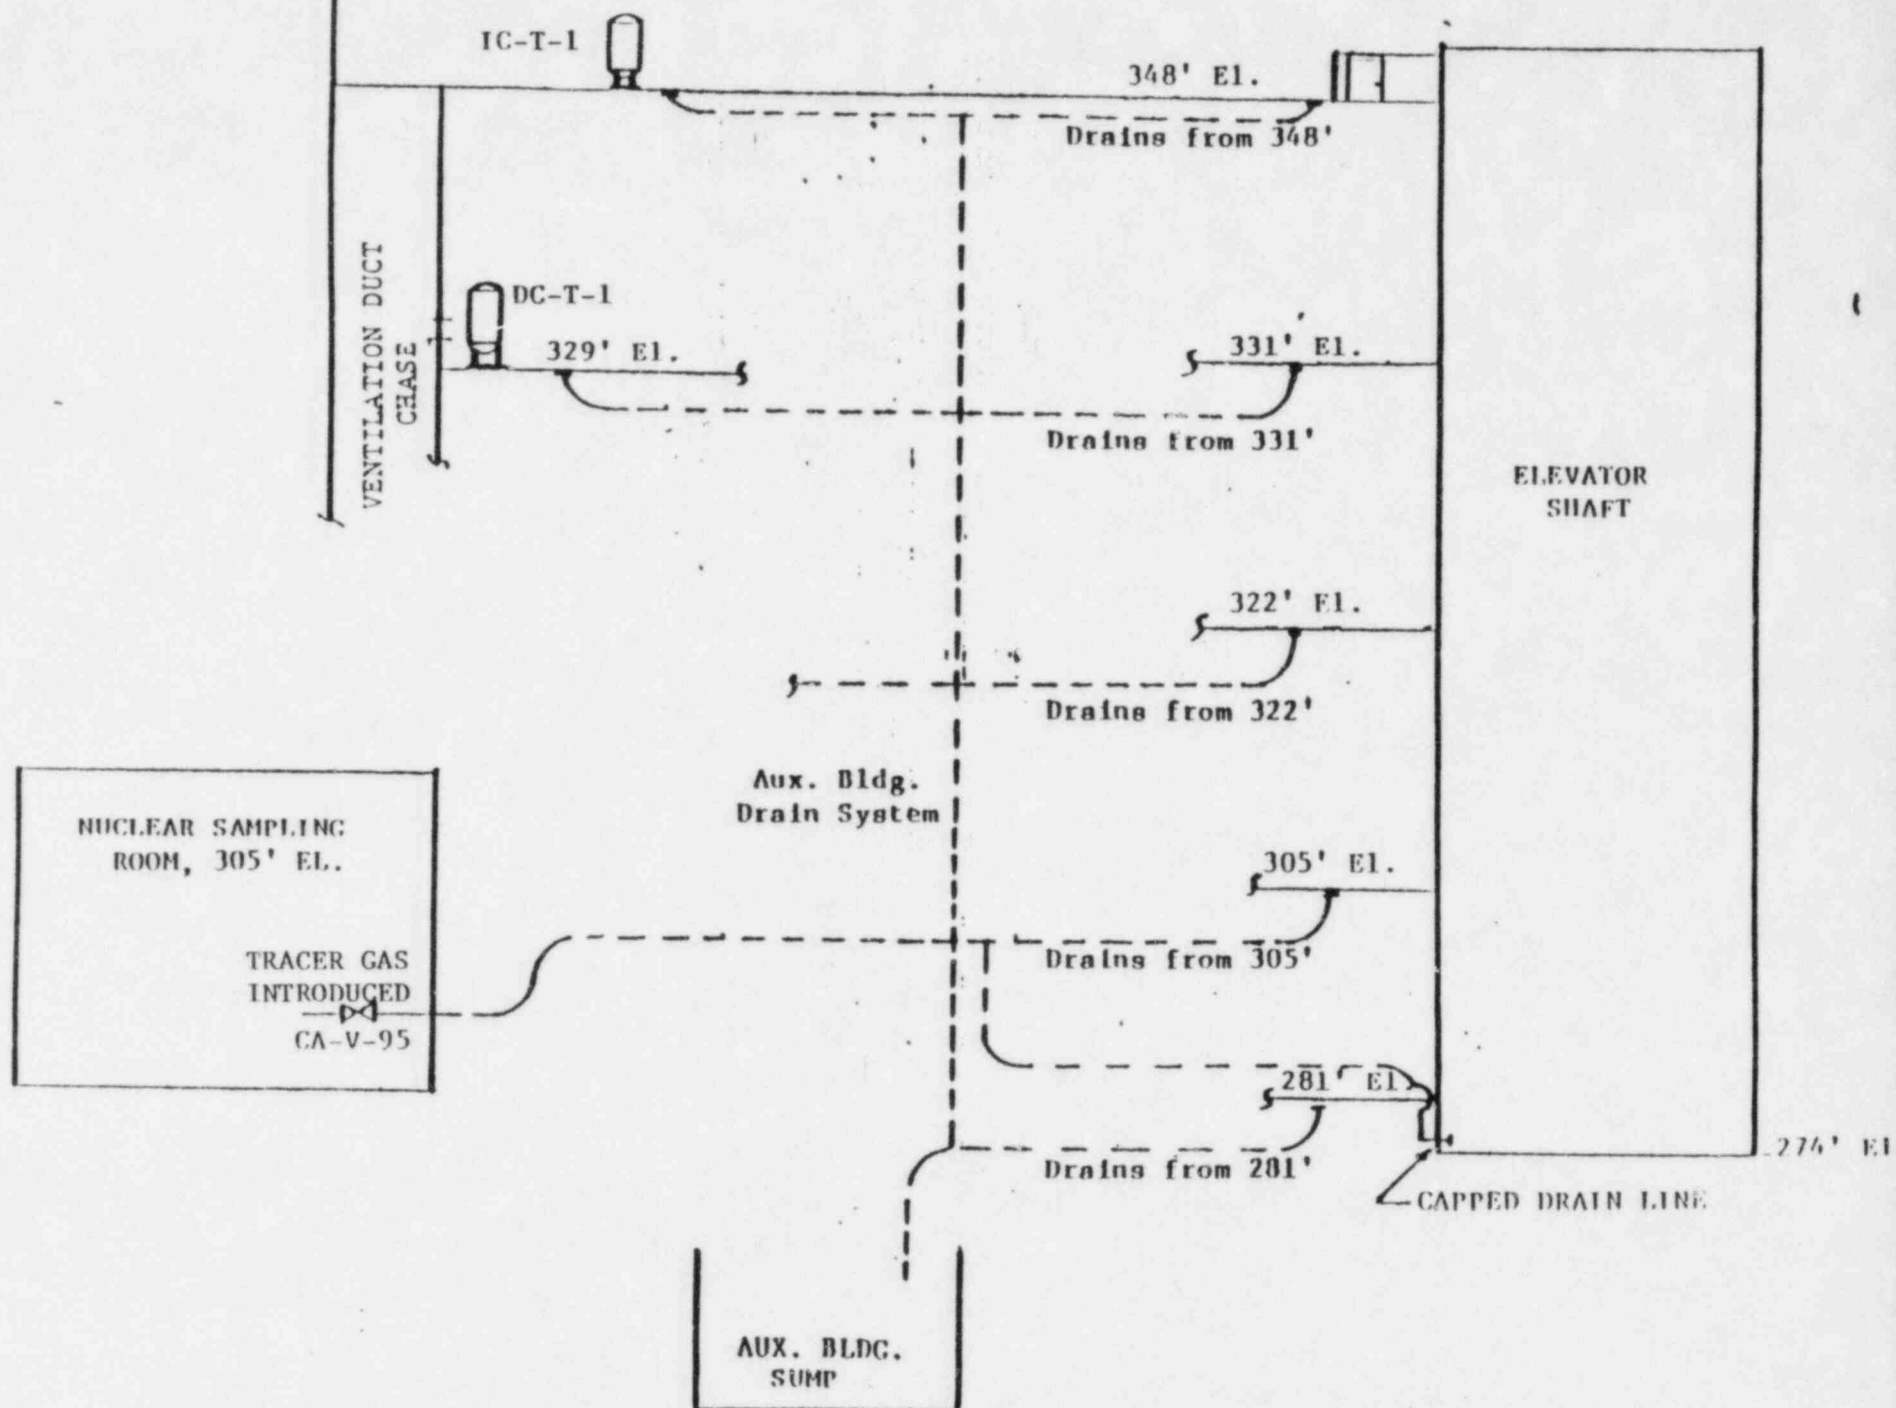 IC-T-1
348' El.
Drains from 348'
VENTILATION DUCT
CHASE
DC-T-1
329' El.
331' El.
Drains from 331'
ELEVATOR
SHAFT
322' El.
Drains from 322'
Aux. Bldg.
Drain System
NUCLEAR SAMPLING
ROOM, 305' EL.
305' El.
TRACER GAS
INTRODUCED
CA-V-95
Drains from 305'
281' El.
Drains from 281'
274' El
CAPPED DRAIN LINE
AUX. BLDG.
SUMP